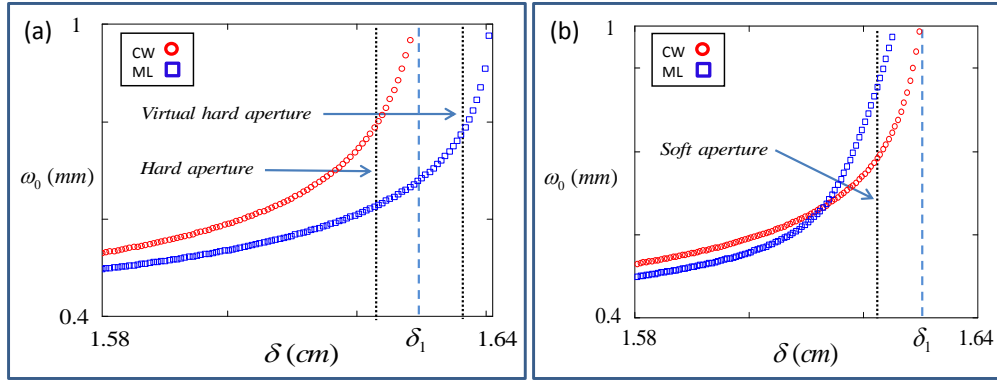 (a)
1
CW
ML
Virtual hard aperture
Hard aperture
ω₀ (mm)
0.4
1.58
δ (cm)
δ₁
1.64
(b)
1
CW
ML
Soft aperture
ω₀ (mm)
0.4
1.58
δ (cm)
δ₁
1.64